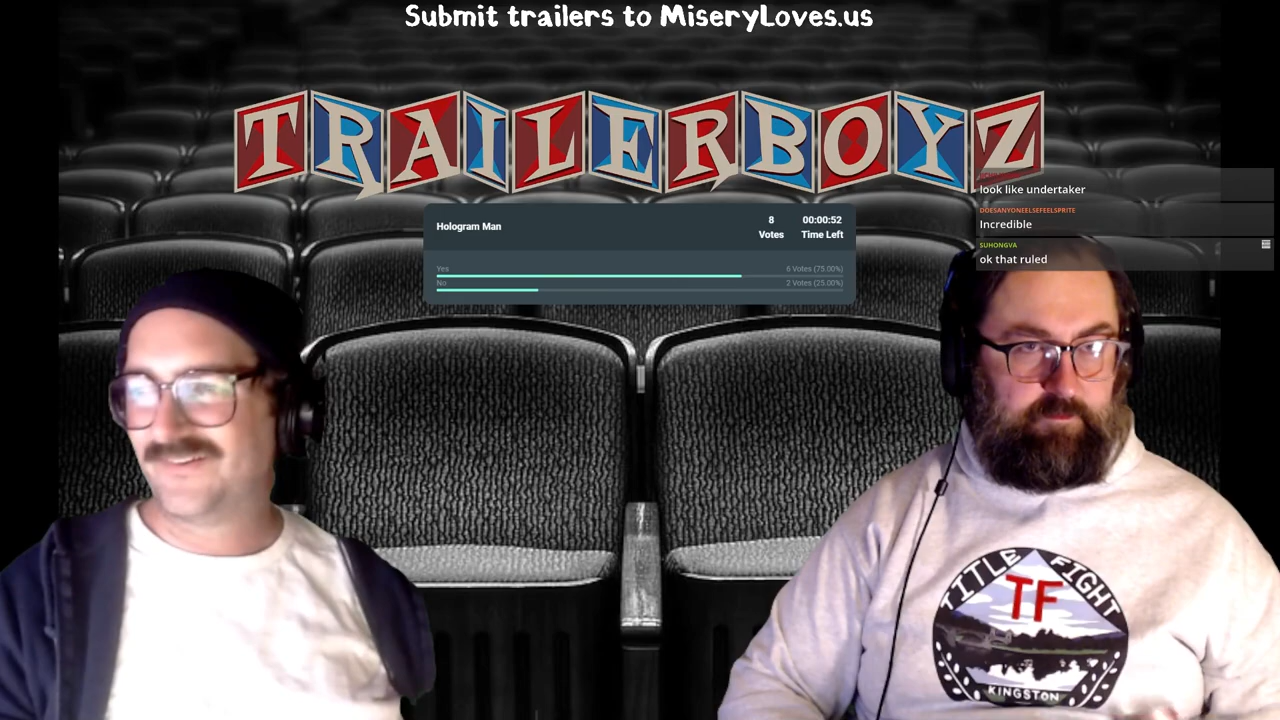 Submit trailers to MiseryLoves.us
TRAILERBOYZ
look like undertaker
DOESANYONEELSEFEELSPRITE
Incredible
SUHONGVA
ok that ruled
Hologram Man
8
Votes
00:00:52
Time Left
Yes
6 Votes (75.00%)
No
2 Votes (25.00%)
TITLE FIGHT
TF
KINGSTON